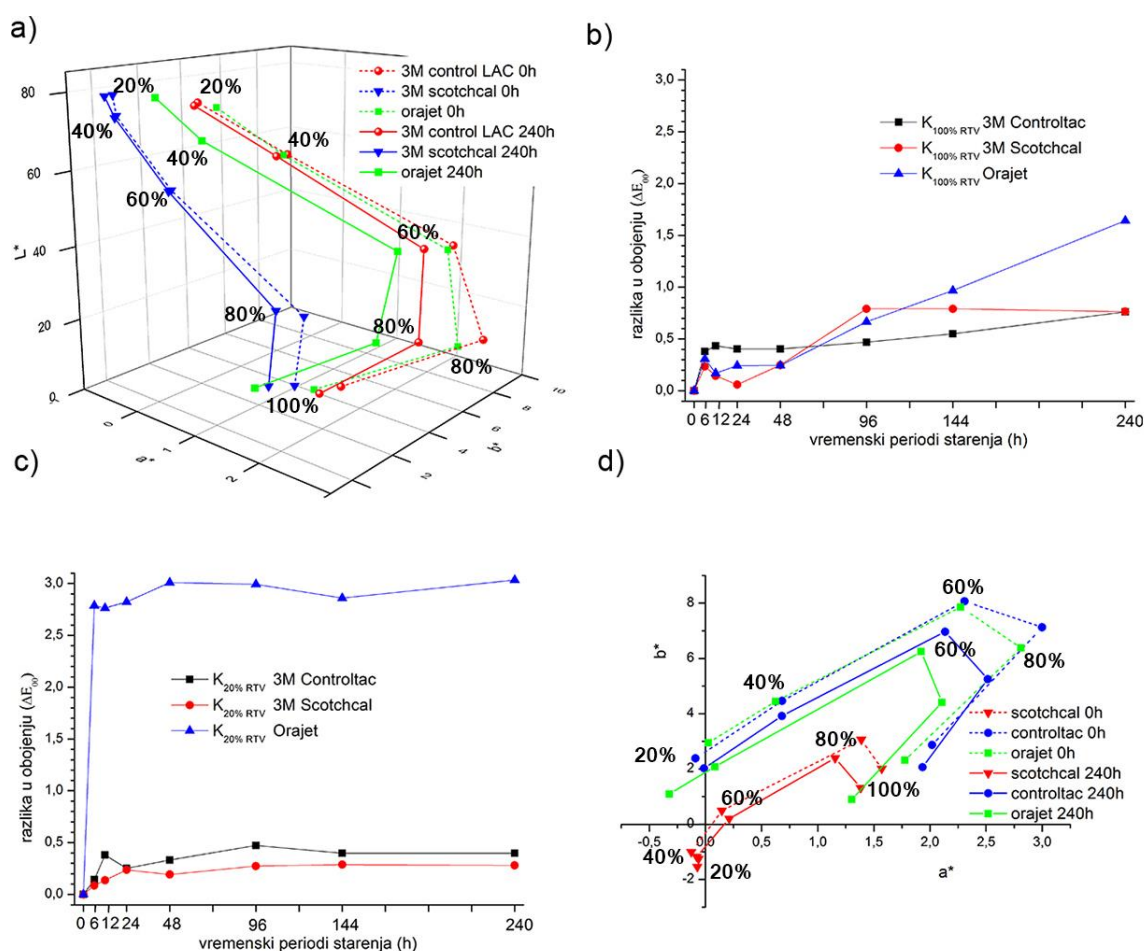 a)
80
60
40
20
L*
0
1
2
a*
2
4
6
8
b*
20%
20%
40%
40%
40%
60%
60%
80%
80%
80%
100%
3M control LAC 0h
3M scotchcal 0h
orajet 0h
3M control LAC 240h
3M scotchcal 240h
orajet 240h
b)
3,0
2,5
2,0
1,5
1,0
0,5
0,0
razlika u obojenju (ΔE₀₀)
K100% RTV 3M Controltac
K100% RTV 3M Scotchcal
K100% RTV Orajet
0 6 12 24 48 96 144 240
vremenski periodi starenja (h)
c)
3,0
2,5
2,0
1,5
1,0
0,5
0,0
razlika u obojenju (ΔE₀₀)
K20% RTV 3M Controltac
K20% RTV 3M Scotchcal
K20% RTV Orajet
0 6 12 24 48 96 144 240
vremenski periodi starenja (h)
d)
8
6
4
2
0
-2
b*
-0,5 0,0 0,5 1,0 1,5 2,0 2,5 3,0
a*
60%
60%
40%
80%
20%
80%
60%
100%
40%
20%
scotchcal 0h
controltac 0h
orajet 0h
scotchcal 240h
controltac 240h
orajet 240h